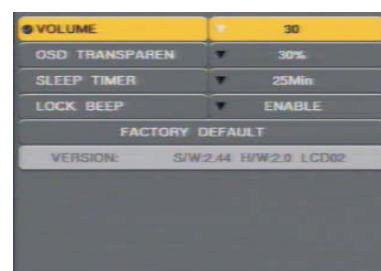 VOLUME 30
OSD TRANSPAREN 30%
SLEEP TIMER 25Min
LOCK BEEP ENABLE
FACTORY DEFAULT
VERSION: S/W:2.44 H/W:2.0 LCD02